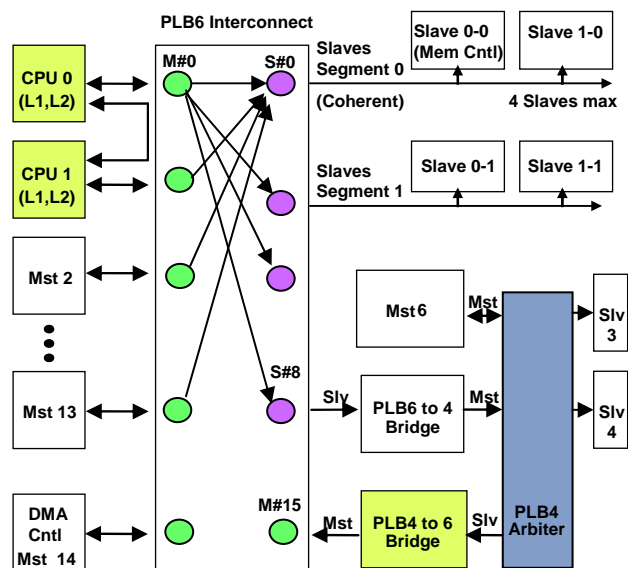 PLB6 Interconnect
CPU 0
(L1,L2)
CPU 1
(L1,L2)
Mst 2
Mst 13
DMA
Cntl
Mst 14
M#0
S#0
S#8
M#15
Slaves
Segment 0
(Coherent)
Slave 0-0
(Mem Cntl)
Slave 1-0
4 Slaves max
Slaves
Segment 1
Slave 0-1
Slave 1-1
Mst 6
Mst
Slv
3
Slv
PLB6 to 4
Bridge
Mst
Slv
4
Mst
PLB4 to 6
Bridge
Slv
PLB4
Arbiter